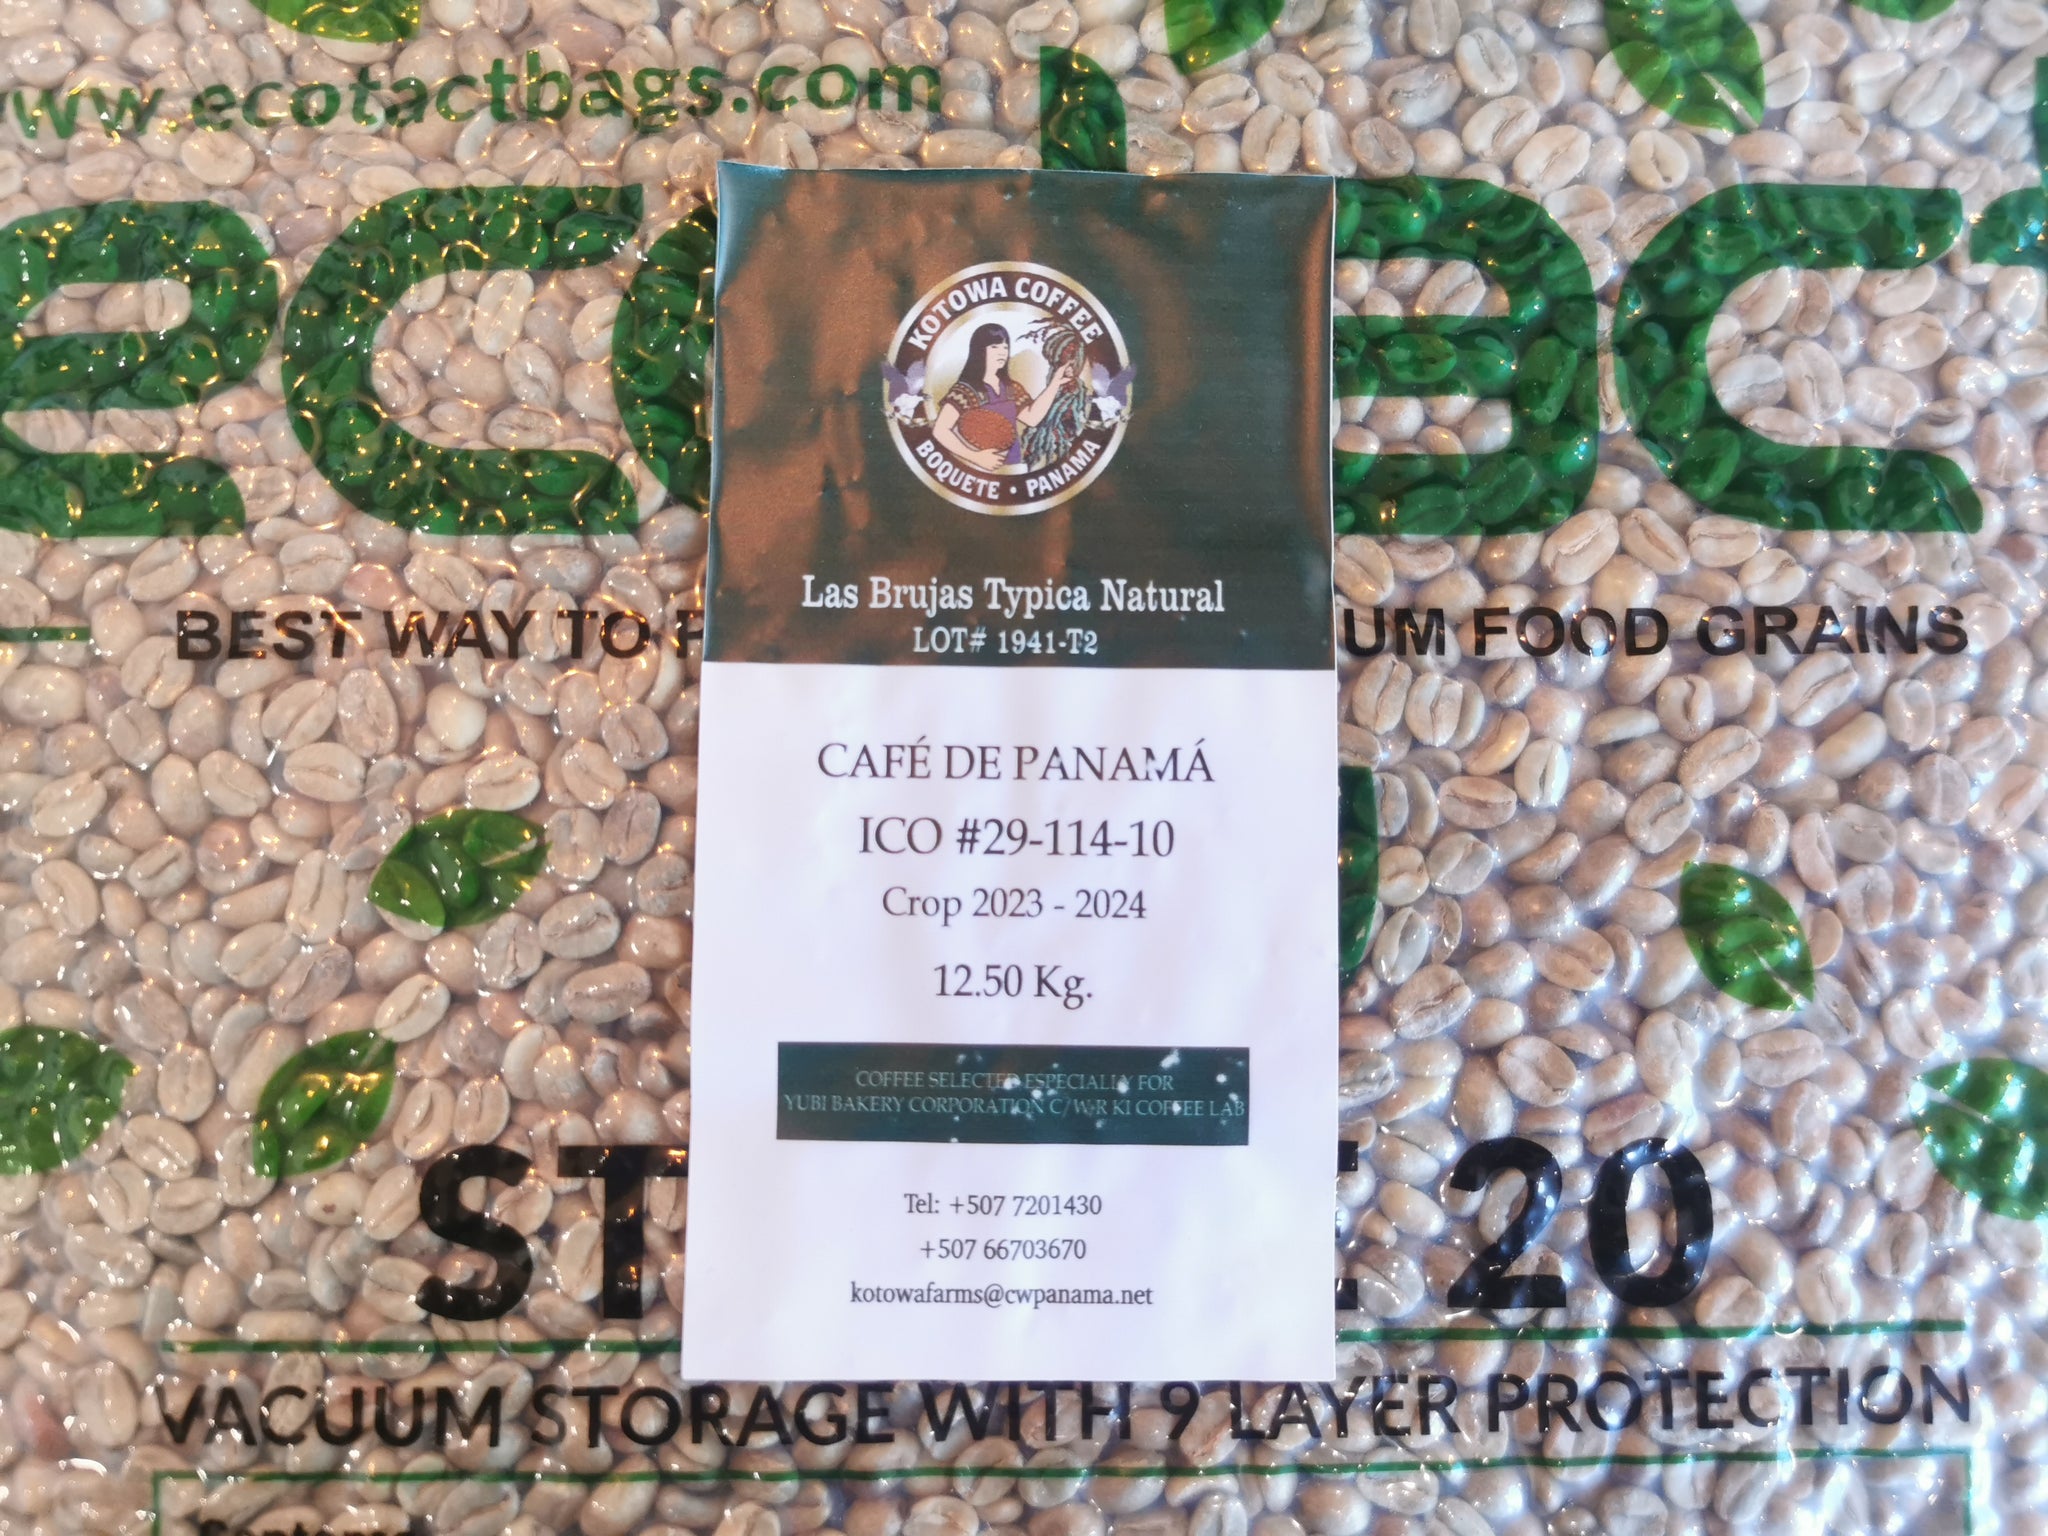 www.ecotactbags.com
KOTOWA COFFEE
BOQUETE • PANAMA
Las Brujas Typica Natural
LOT# 1941-T2
BEST WAY TO
FOOD GRAINS
CAFÉ DE PANAMÁ
ICO #29-114-10
Crop 2023 - 2024
12.50 Kg.
COFFEE SELECTED ESPECIALLY FOR
YUBI BAKERY CORPORATION C/W-R KI COFFEE LAB
Tel: +507 7201430
+507 66703670
kotowafarms@cwpanama.net
20
VACUUM STORAGE WITH 9 LAYER PROTECTION